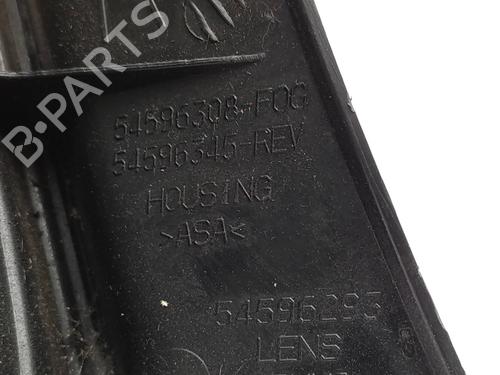 54596308-FOG
54596345-REV
HOUSING
>ASA<
54596293
LENS
B-PARTS